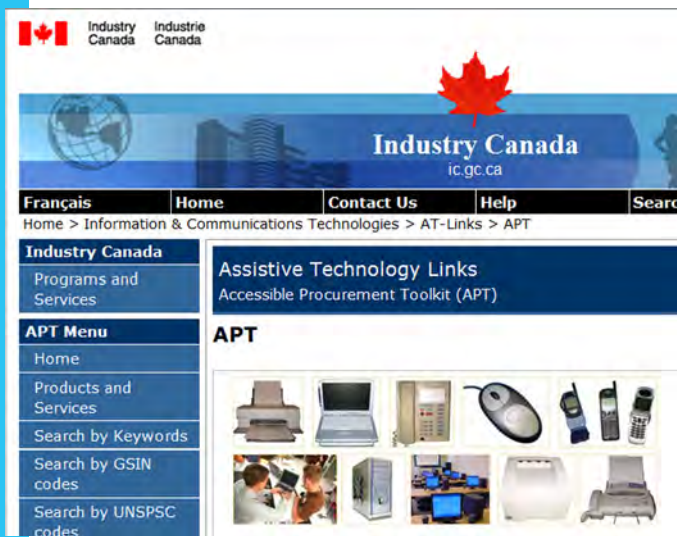 Industry Industrie
Canada Canada
Industry Canada
ic.gc.ca
Français Home Contact Us Help
Home > Information & Communications Technologies > AT-Links > APT
Industry Canada
Programs and
Services
APT Menu
Home
Products and
Services
Search by Keywords
Search by GSIN
codes
Search by UNSPSC
codes
Assistive Technology Links
Accessible Procurement Toolkit (APT)
APT